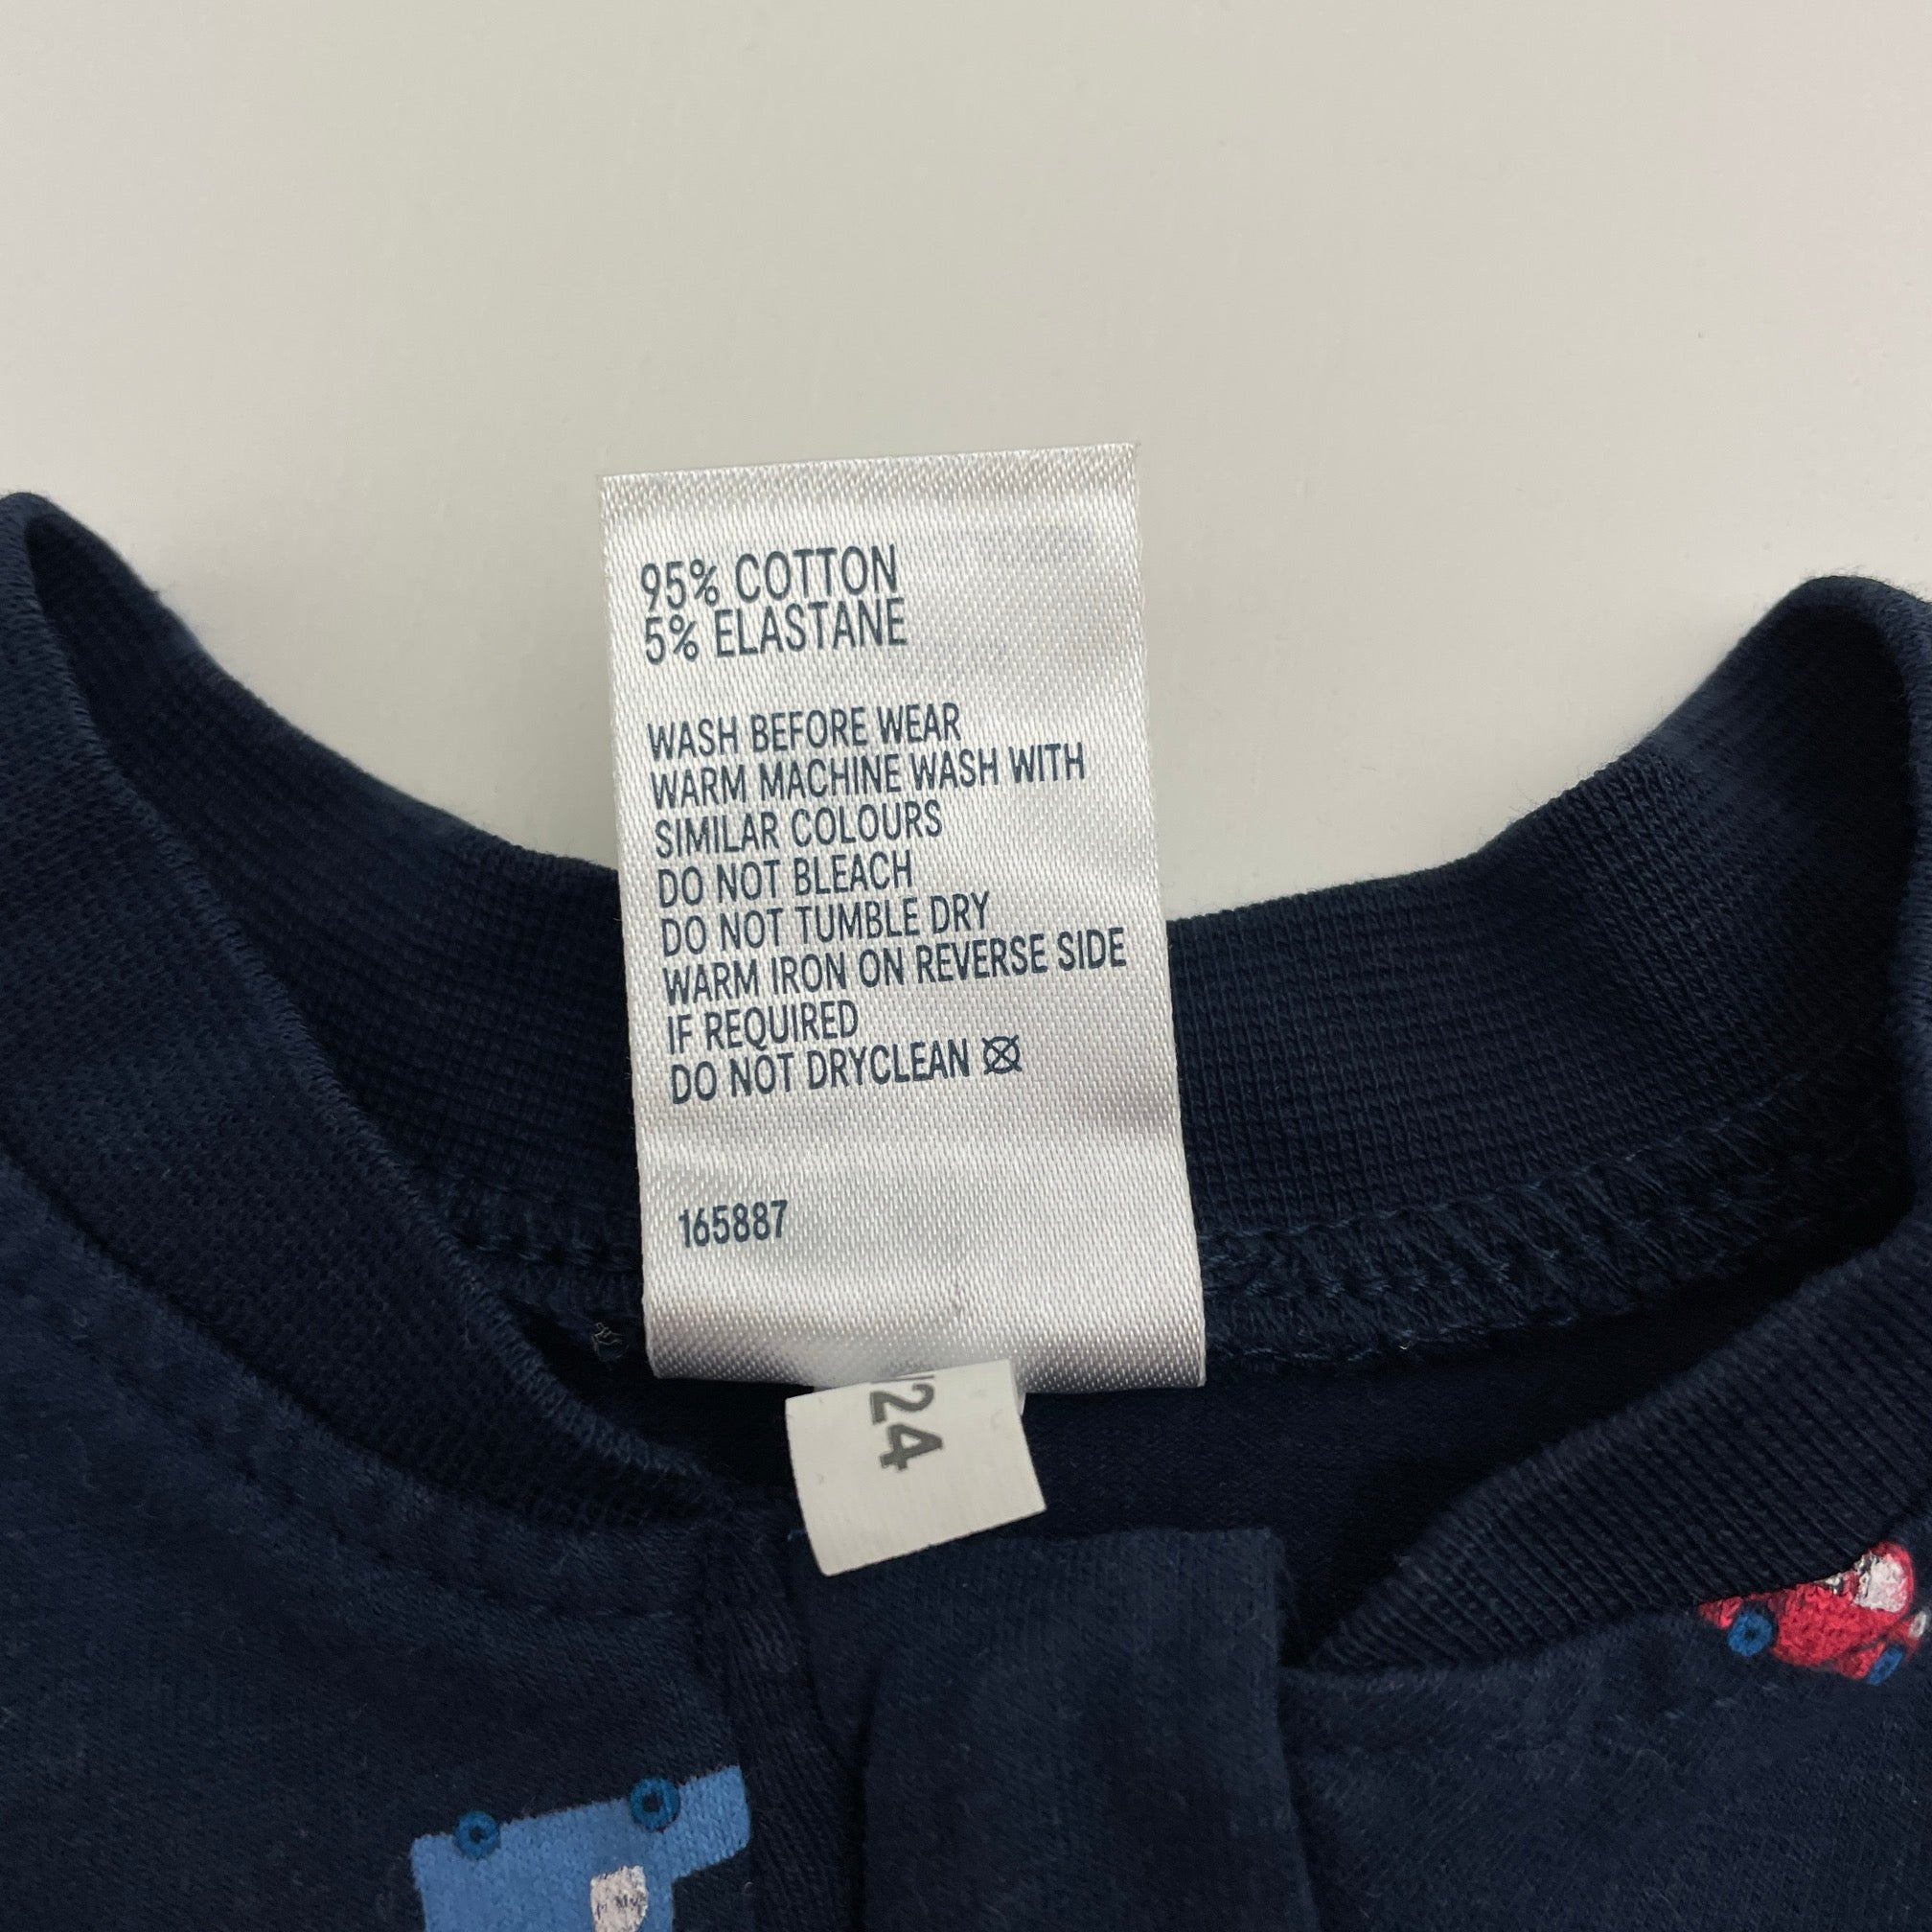 95% COTTON
5% ELASTANE
WASH BEFORE WEAR
WARM MACHINE WASH WITH
SIMILAR COLOURS
DO NOT BLEACH
DO NOT TUMBLE DRY
WARM IRON ON REVERSE SIDE
IF REQUIRED
DO NOT DRYCLEAN
165887
/24